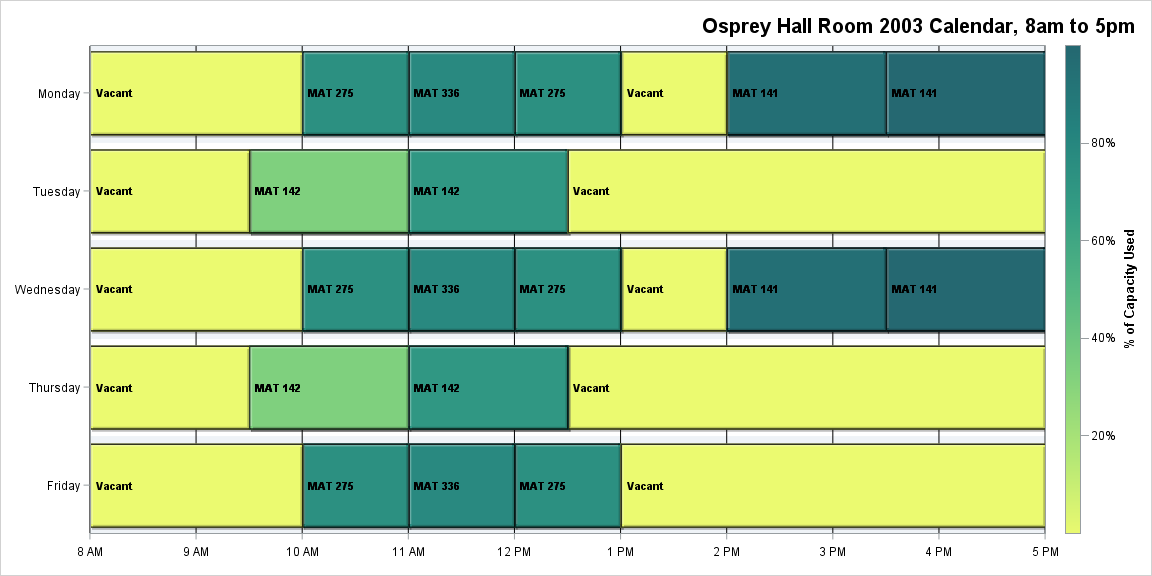 Osprey Hall Room 2003 Calendar, 8am to 5pm
Monday
Vacant
MAT 275
MAT 336
MAT 275
Vacant
MAT 141
MAT 141
Tuesday
Vacant
MAT 142
MAT 142
Vacant
Wednesday
Vacant
MAT 275
MAT 336
MAT 275
Vacant
MAT 141
MAT 141
Thursday
Vacant
MAT 142
MAT 142
Vacant
Friday
Vacant
MAT 275
MAT 336
MAT 275
Vacant
8 AM
9 AM
10 AM
11 AM
12 PM
1 PM
2 PM
3 PM
4 PM
5 PM
80%
60%
40%
20%
% of Capacity Used